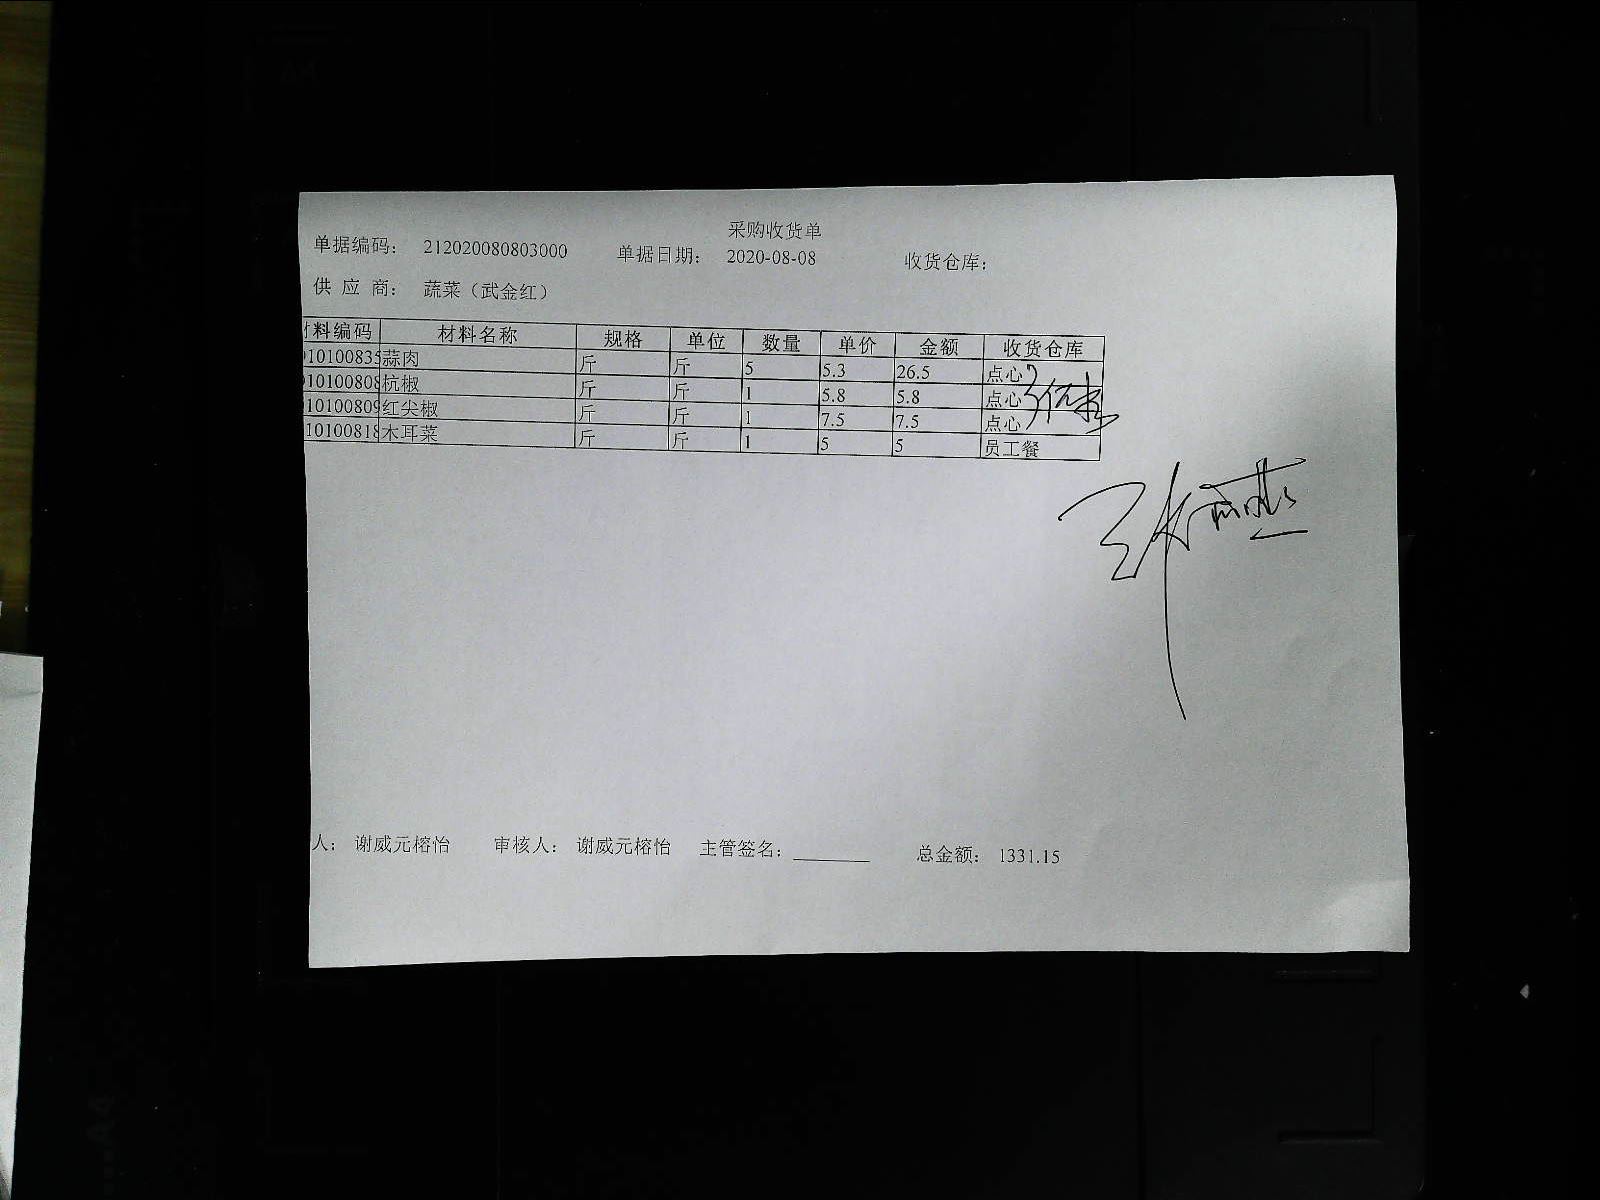 采购收货单
单据编码： 212020080803000 单据日期： 2020-08-08 收货仓库：
供 应 商： 蔬菜（武金红）
料编码 材料名称 规格 单位 数量 单价 金额 收货仓库
10100835 蒜肉 斤 斤 5 5.3 26.5 点心
10100808 杭椒 斤 斤 1 5.8 5.8 点心
10100809 红尖椒 斤 斤 1 7.5 7.5 点心
10100818 木耳菜 斤 斤 1 5 5 员工餐
人： 谢威元榕怡 审核人： 谢威元榕怡 主管签名： ________ 总金额： 1331.15